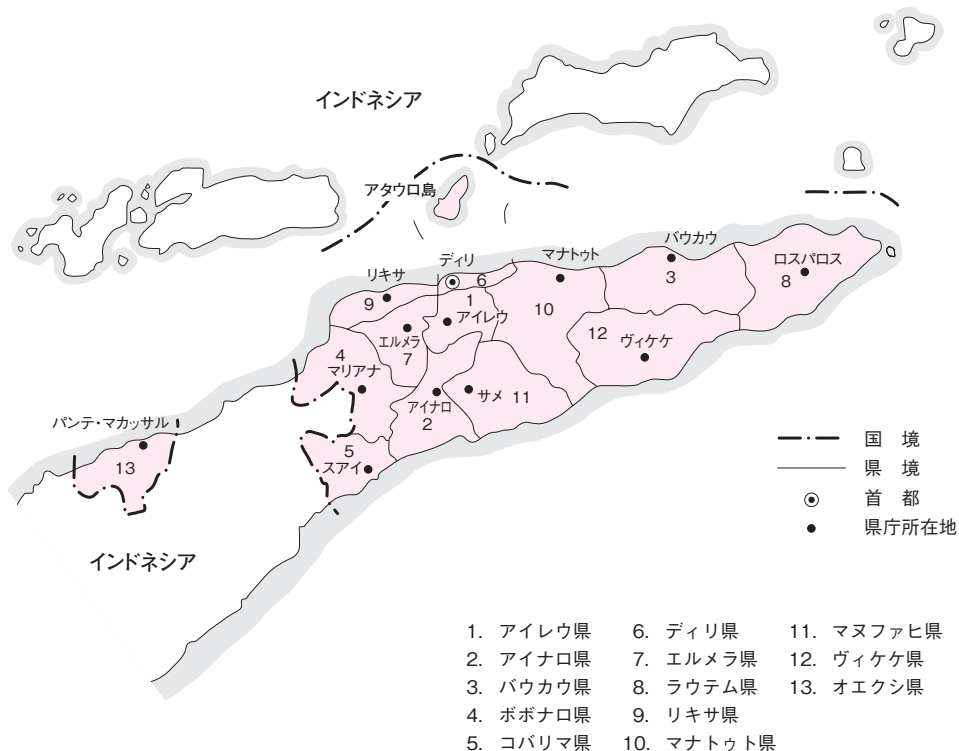 インドネシア
アタウロ島
バウカウ
マナトゥト
ディリ
リキサ
ロスパロス
6
3
8
9
1
10
アイレウ
エルメラ
7
12
ヴィケケ
4
マリアナ
アイナロ
2
サメ
11
パンテ・マカッサル
13
5
スアイ
インドネシア
国 境
県 境
首 都
県庁所在地
1. アイレウ県
2. アイナロ県
3. バウカウ県
4. ボボナロ県
5. コバリマ県
6. ディリ県
7. エルメラ県
8. ラウテム県
9. リキサ県
10. マナトゥト県
11. マヌファヒ県
12. ヴィケケ県
13. オエクシ県